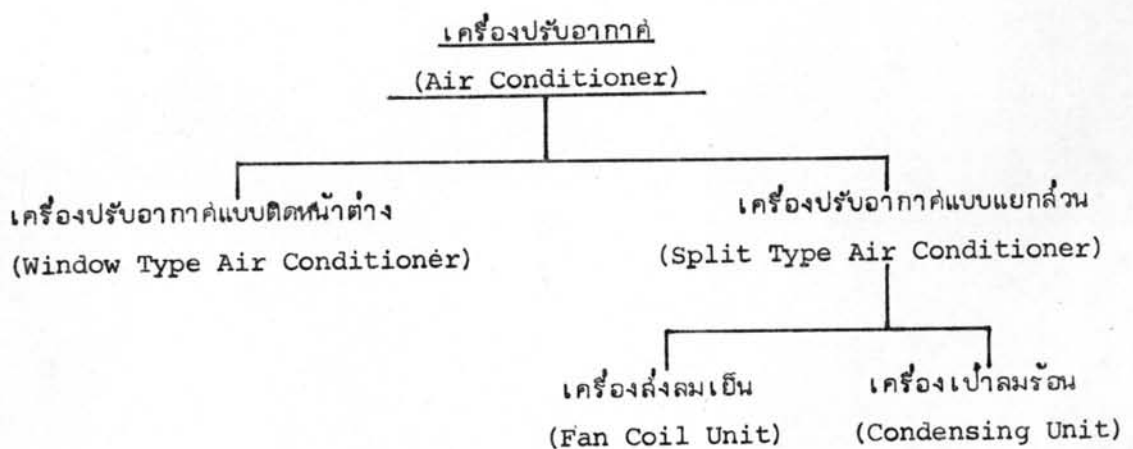 เครื่องปรับอากาศ
(Air Conditioner)
เครื่องปรับอากาศแบบติดหน้าต่าง
(Window Type Air Conditioner)
เครื่องปรับอากาศแบบแยกส่วน
(Split Type Air Conditioner)
เครื่องส่งลมเย็น
(Fan Coil Unit)
เครื่องเป่าลมร้อน
(Condensing Unit)